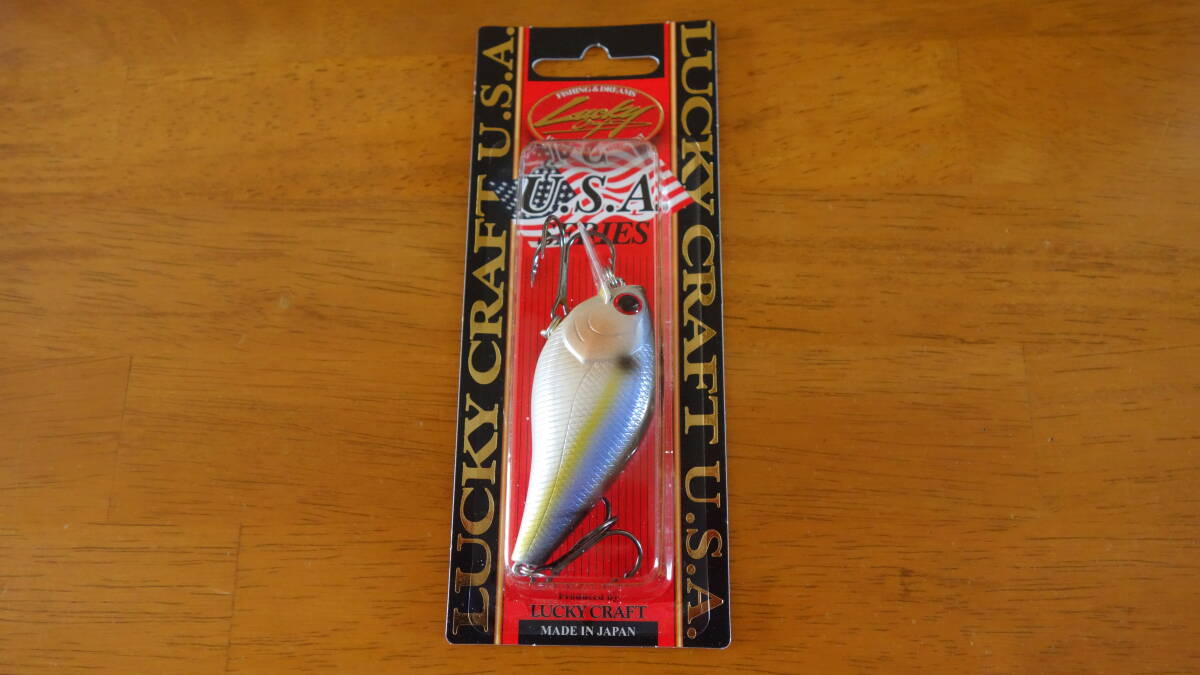 LUCKY CRAFT U.S.A.
FISHING & DREAMS
Lucky
Craft
U.S.A.
SERIES
Produced by
LUCKY CRAFT
MADE IN JAPAN
LUCKY CRAFT U.S.A.